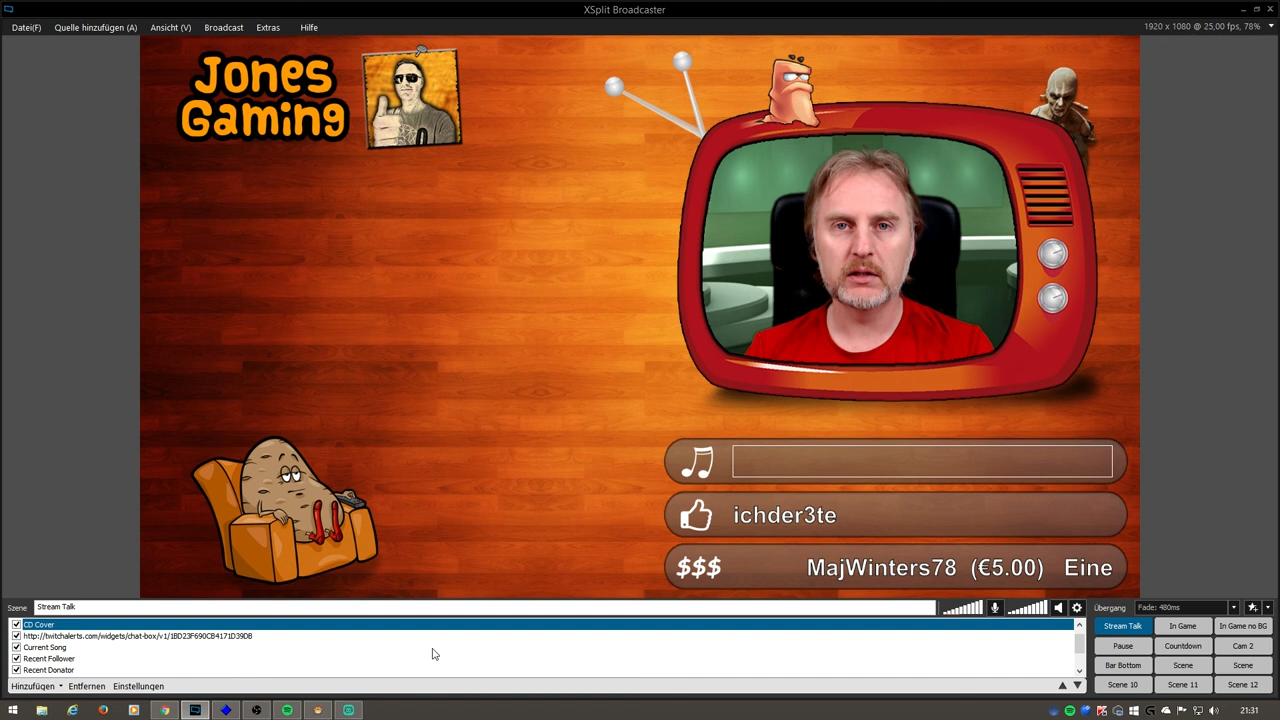 XSplit Broadcaster
Datei(F) Quelle hinzufügen (A) Ansicht (V) Broadcast Extras Hilfe
1920 x 1080 @ 25,00 fps, 78%
Jones
Gaming
ichder3te
$$$ MajWinters78 (€5.00) Eine
Szene Stream Talk
Übergang Fade: 480ms
CD Cover
http://twitchalerts.com/widgets/chat-box/v1/1BD23F690CB4171D39DB
Current Song
Recent Follower
Recent Donator
Hinzufügen Entfernen Einstellungen
Stream Talk In Game In Game no BG
Pause Countdown Cam 2
Bar Bottom Scene Scene
Scene 10 Scene 11 Scene 12
21:31